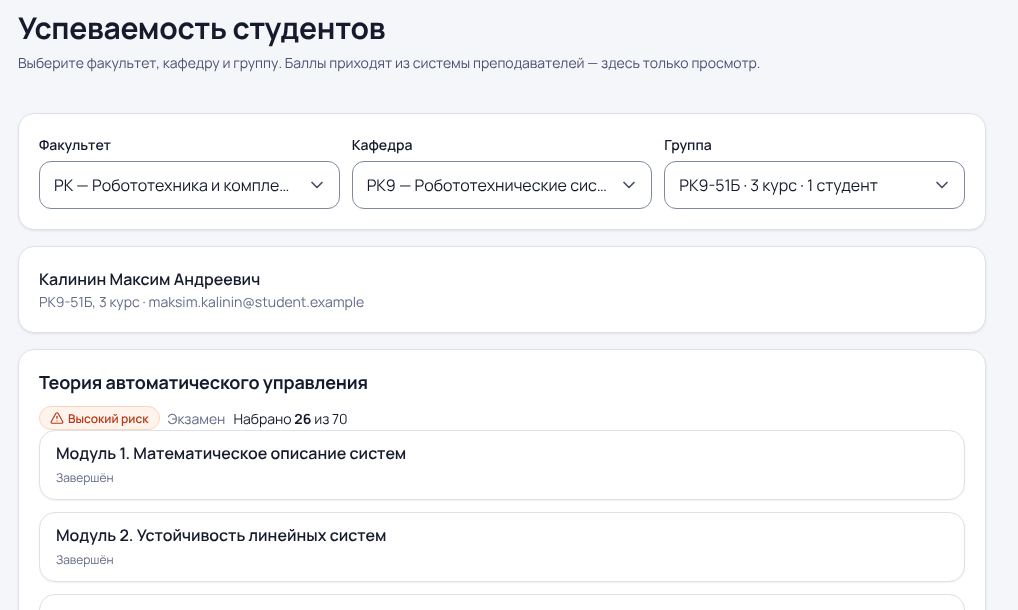 Успеваемость студентов
Выберите факультет, кафедру и группу. Баллы приходят из системы преподавателей — здесь только просмотр.
Факультет
Кафедра
Группа
РК — Робототехника и компле...
РК9 — Робототехнические сис...
РК9-51Б · 3 курс · 1 студент
Калинин Максим Андреевич
РК9-51Б, 3 курс · maksim.kalinin@student.example
Теория автоматического управления
Высокий риск Экзамен Набрано 26 из 70
Модуль 1. Математическое описание систем
Завершён
Модуль 2. Устойчивость линейных систем
Завершён